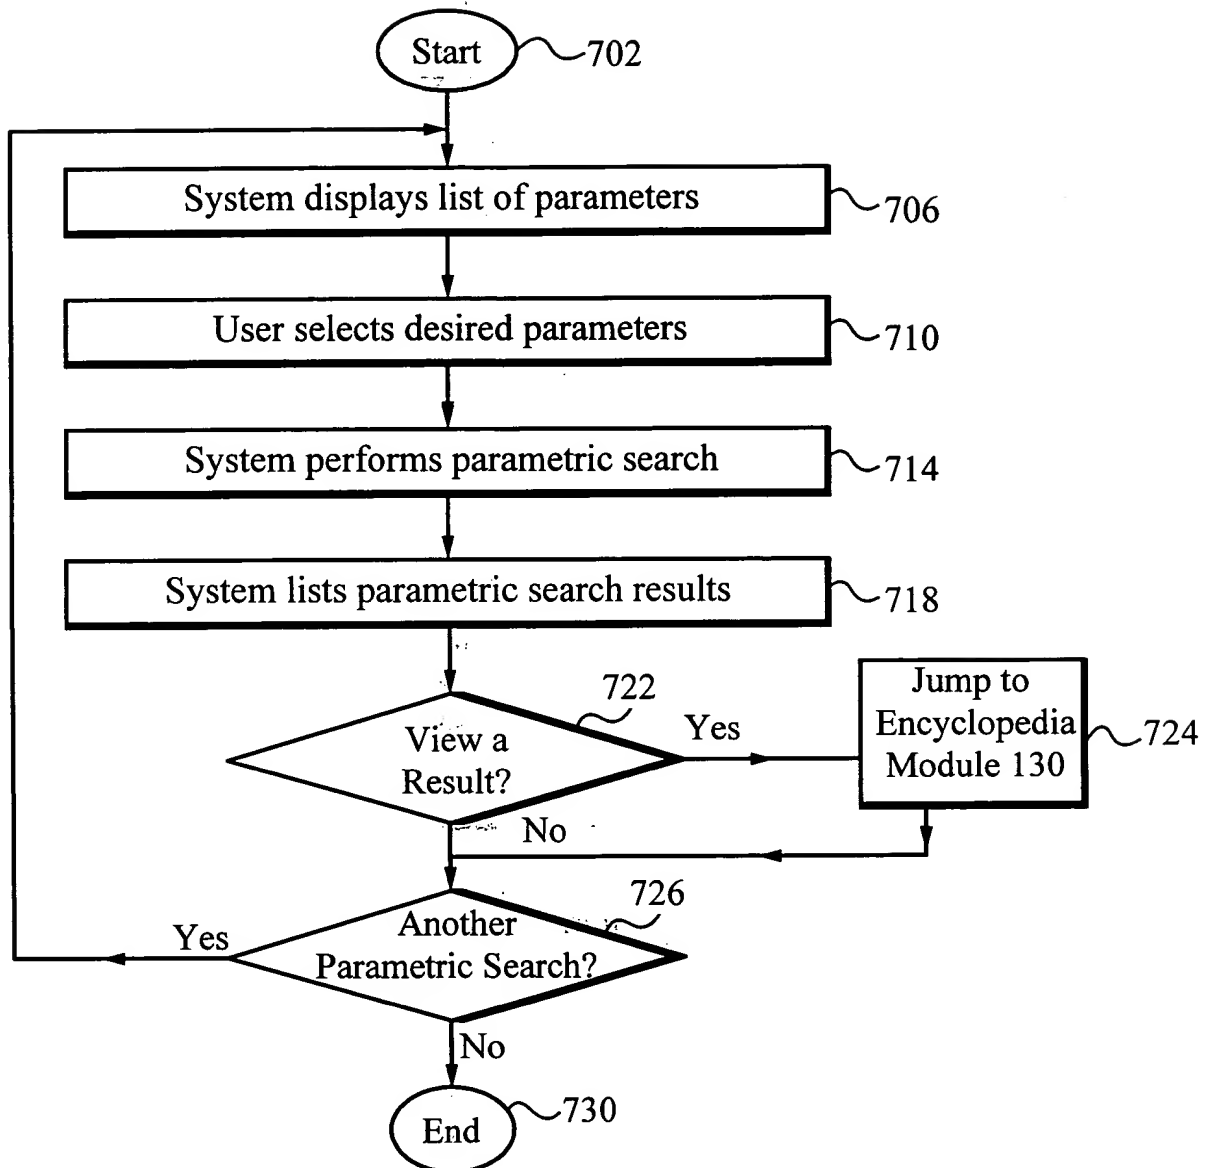 Start
702
System displays list of parameters
706
User selects desired parameters
710
System performs parametric search
714
System lists parametric search results
718
722
View a
Result?
Yes
Jump to
Encyclopedia
Module 130
724
No
726
Another
Parametric Search?
Yes
No
End
730